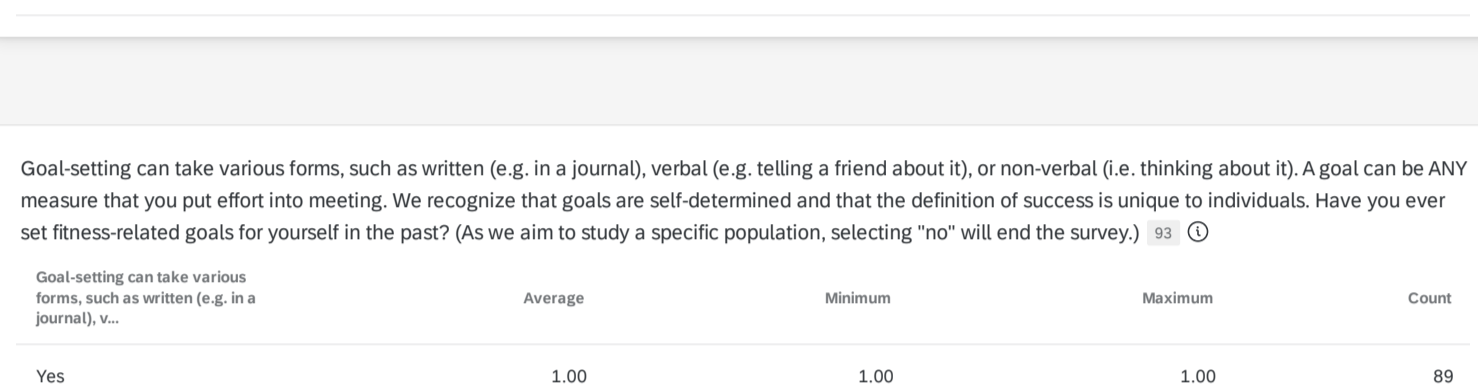 Goal-setting can take various forms, such as written (e.g. in a journal), verbal (e.g. telling a friend about it), or non-verbal (i.e. thinking about it). A goal can be ANY
measure that you put effort into meeting. We recognize that goals are self-determined and that the definition of success is unique to individuals. Have you ever
set fitness-related goals for yourself in the past? (As we aim to study a specific population, selecting "no" will end the survey.) 93
Goal-setting can take various
forms, such as written (e.g. in a
journal), v...
Average Minimum Maximum Count
Yes 1.00 1.00 1.00 89